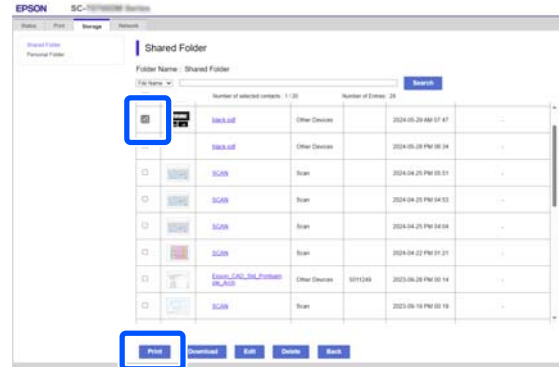 EPSON SC- Series
Status Print Storage Network
Shared Folder
Personal Folder
Shared Folder
Folder Name : Shared Folder
File Name Search
Number of selected contacts : 1 / 20 Number of Entries : 28
black.pdf Other Devices 2024-05-29 AM 07:47 -
black.pdf Other Devices 2024-05-28 PM 06:34 -
SCAN Scan 2024-04-25 PM 05:51 -
SCAN Scan 2024-04-25 PM 04:53 -
SCAN Scan 2024-04-25 PM 04:04 -
SCAN Scan 2024-04-22 PM 01:21 -
Other Devices 5011249 2023-06-28 PM 00:14 -
SCAN Scan 2023-06-19 PM 00:19 -
Print Download Edit Delete Back